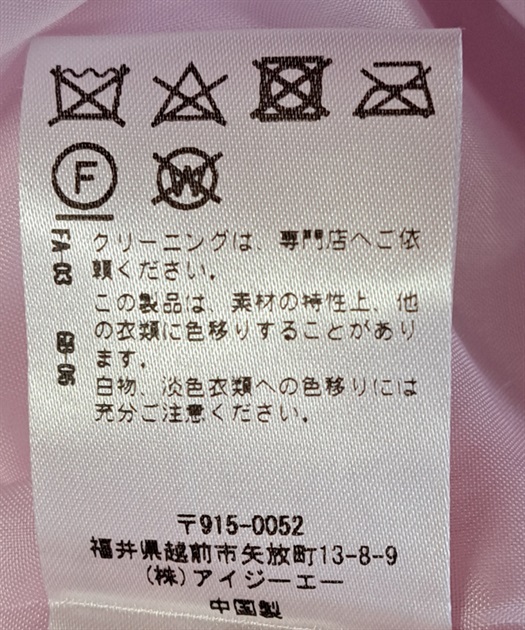 F W
クリーニングは、専門店へご依
頼ください。
この製品は、素材の特性上、他
の衣類に色移りすることがあり
ます。
白物、淡色衣類への色移りには
充分ご注意ください。
FA-03
〒915-0052
福井県越前市矢放町13-8-9
(株)アイジーエー
中国製